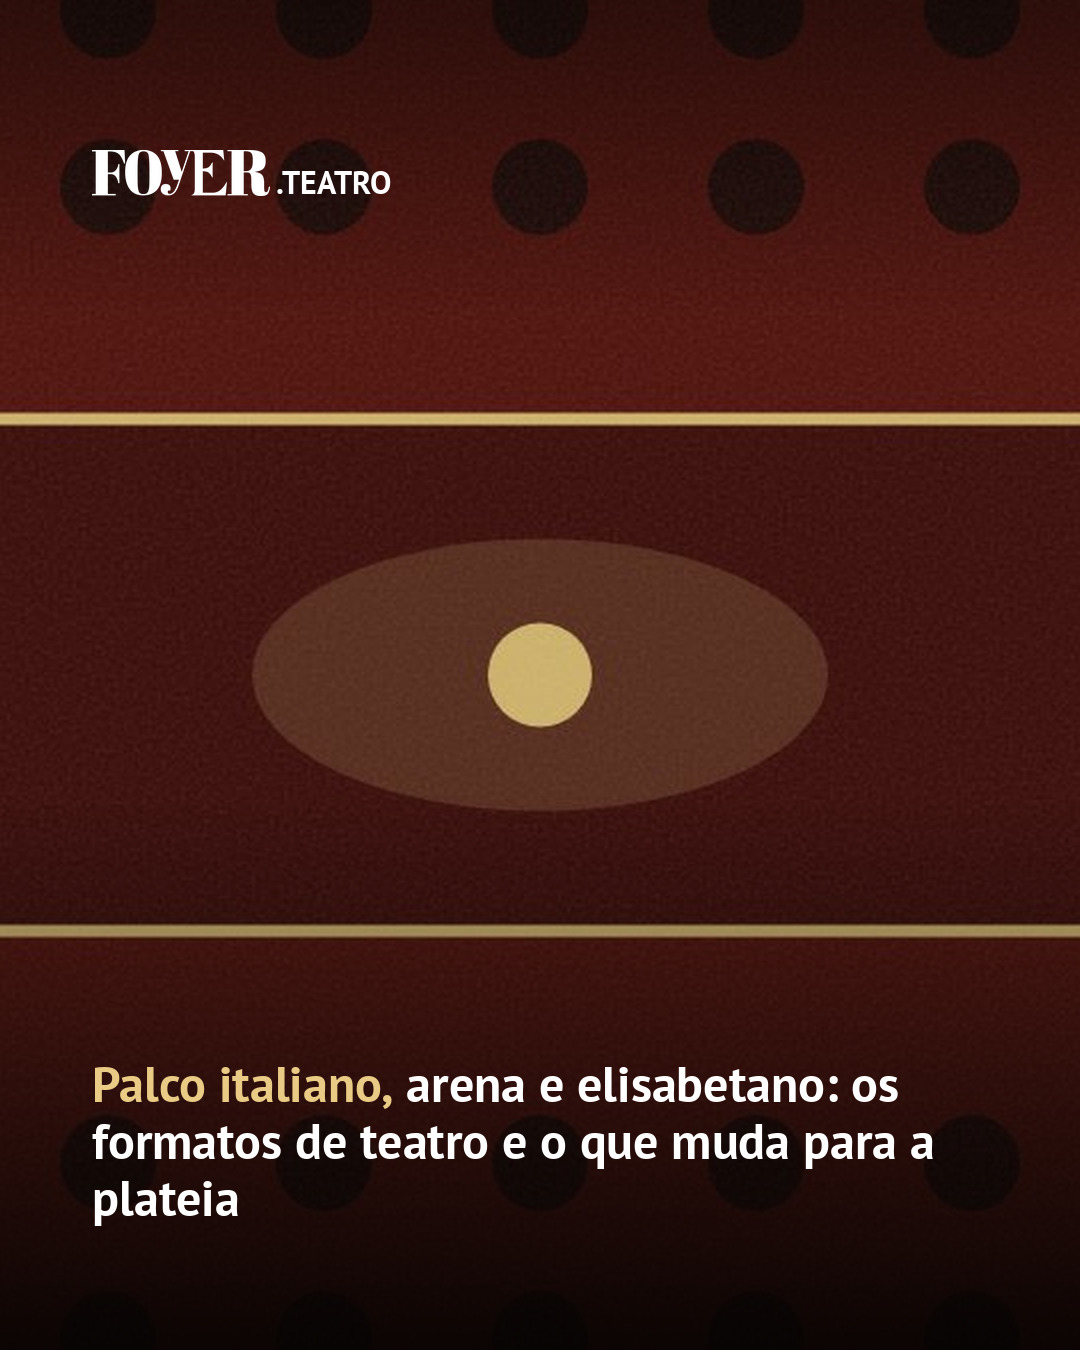 FOYER.TEATRO
Palco italiano, arena e elisabetano: os
formatos de teatro e o que muda para a
plateia